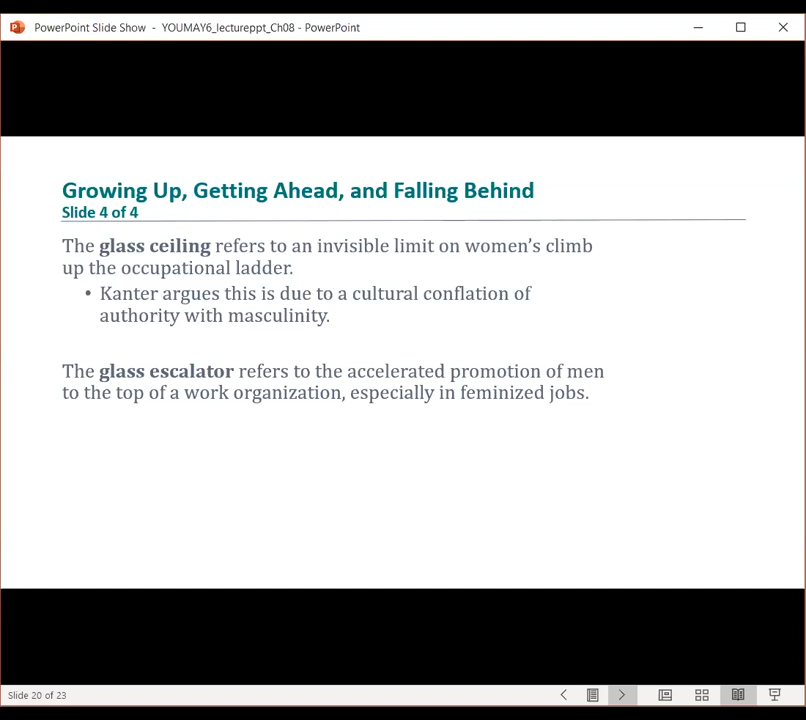 PowerPoint Slide Show - YOUMAY6_lectureppt_Ch08 - PowerPoint
Growing Up, Getting Ahead, and Falling Behind
Slide 4 of 4
The glass ceiling refers to an invisible limit on women’s climb
up the occupational ladder.
• Kanter argues this is due to a cultural conflation of
authority with masculinity.
The glass escalator refers to the accelerated promotion of men
to the top of a work organization, especially in feminized jobs.
Slide 20 of 23